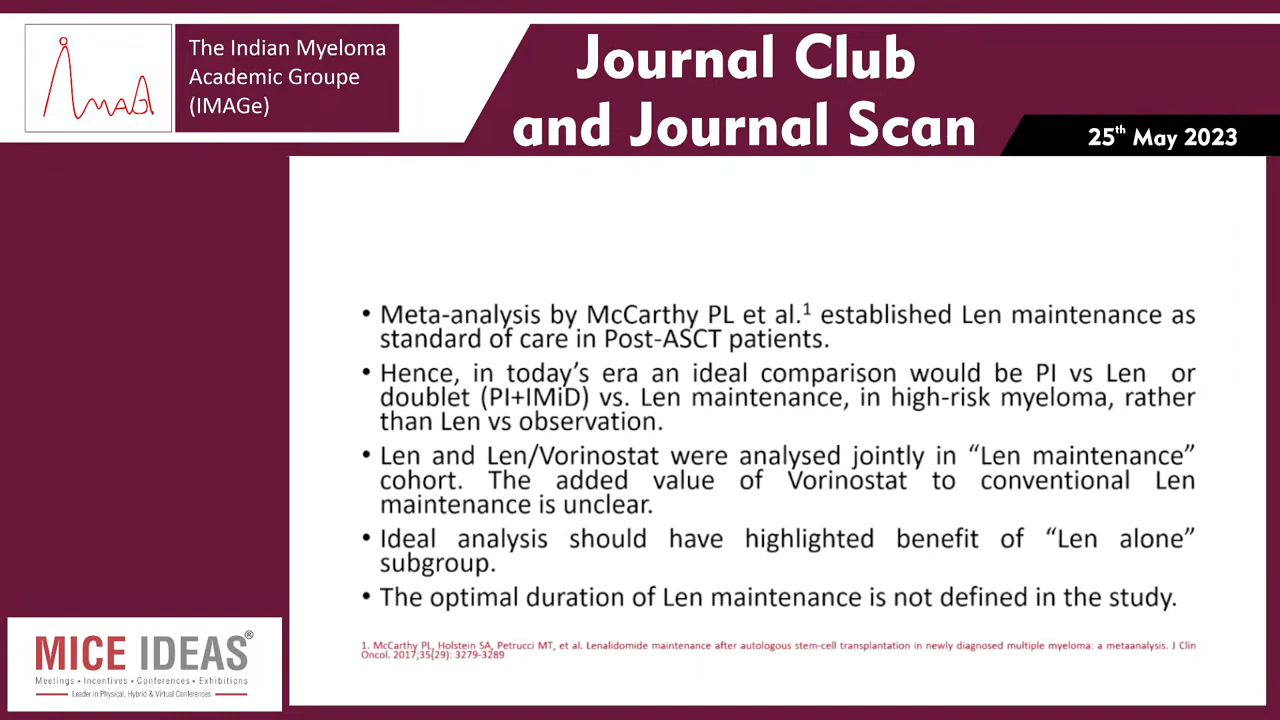 ImAGe
The Indian Myeloma
Academic Groupe
(IMAGe)
Journal Club
and Journal Scan
25th May 2023
• Meta-analysis by McCarthy PL et al.1 established Len maintenance as
standard of care in Post-ASCT patients.
• Hence, in today’s era an ideal comparison would be PI vs Len or
doublet (PI+IMiD) vs. Len maintenance, in high-risk myeloma, rather
than Len vs observation.
• Len and Len/Vorinostat were analysed jointly in “Len maintenance”
cohort. The added value of Vorinostat to conventional Len
maintenance is unclear.
• Ideal analysis should have highlighted benefit of “Len alone”
subgroup.
• The optimal duration of Len maintenance is not defined in the study.
1. McCarthy PL, Holstein SA, Petrucci MT, et al. Lenalidomide maintenance after autologous stem-cell transplantation in newly diagnosed multiple myeloma: a metaanalysis. J Clin
Oncol. 2017;35(29): 3279-3289
MICE IDEAS®
Meetings • Incentives • Conferences • Exhibitions
Leader in Physical, Hybrid & Virtual Conferences